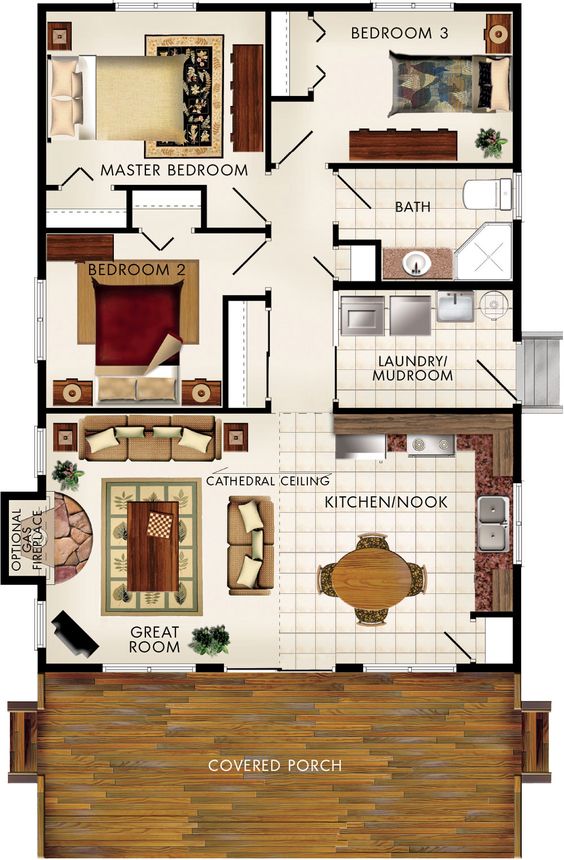 BEDROOM 3
MASTER BEDROOM
BATH
BEDROOM 2
LAUNDRY/
MUDROOM
CATHEDRAL CEILING
KITCHEN/NOOK
OPTIONAL
GAS
FIREPLACE
GREAT
ROOM
COVERED PORCH